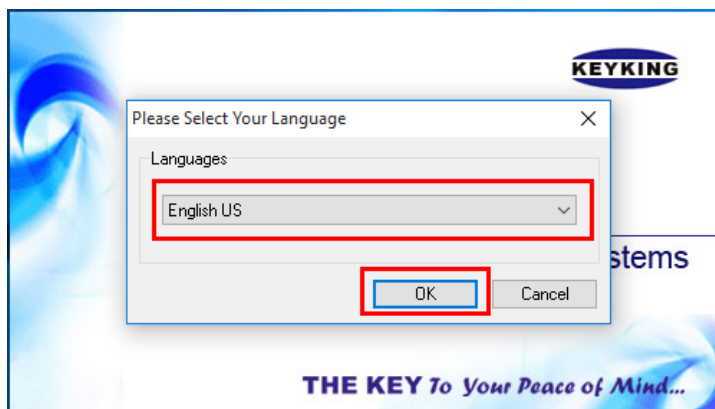 KEYKING
Please Select Your Language
Languages
English US
stems
OK
Cancel
THE KEY To Your Peace of Mind...